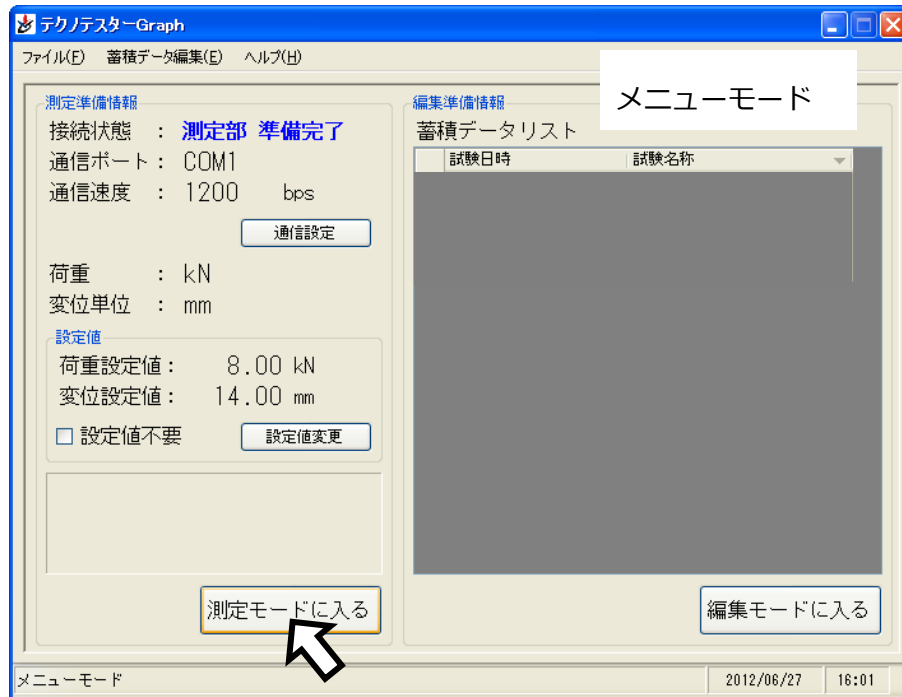 テクノテスターGraph
ファイル(F) 蓄積データ編集(E) ヘルプ(H)
メニューモード
測定準備情報
接続状態 : 測定部 準備完了
通信ポート : COM1
通信速度 : 1200 bps
通信設定
荷重 : kN
変位単位 : mm
設定値
荷重設定値 : 8.00 kN
変位設定値 : 14.00 mm
設定値不要 設定値変更
測定モードに入る
編集準備情報
蓄積データリスト
試験日時 試験名称
編集モードに入る
メニューモード 2012/06/27 16:01